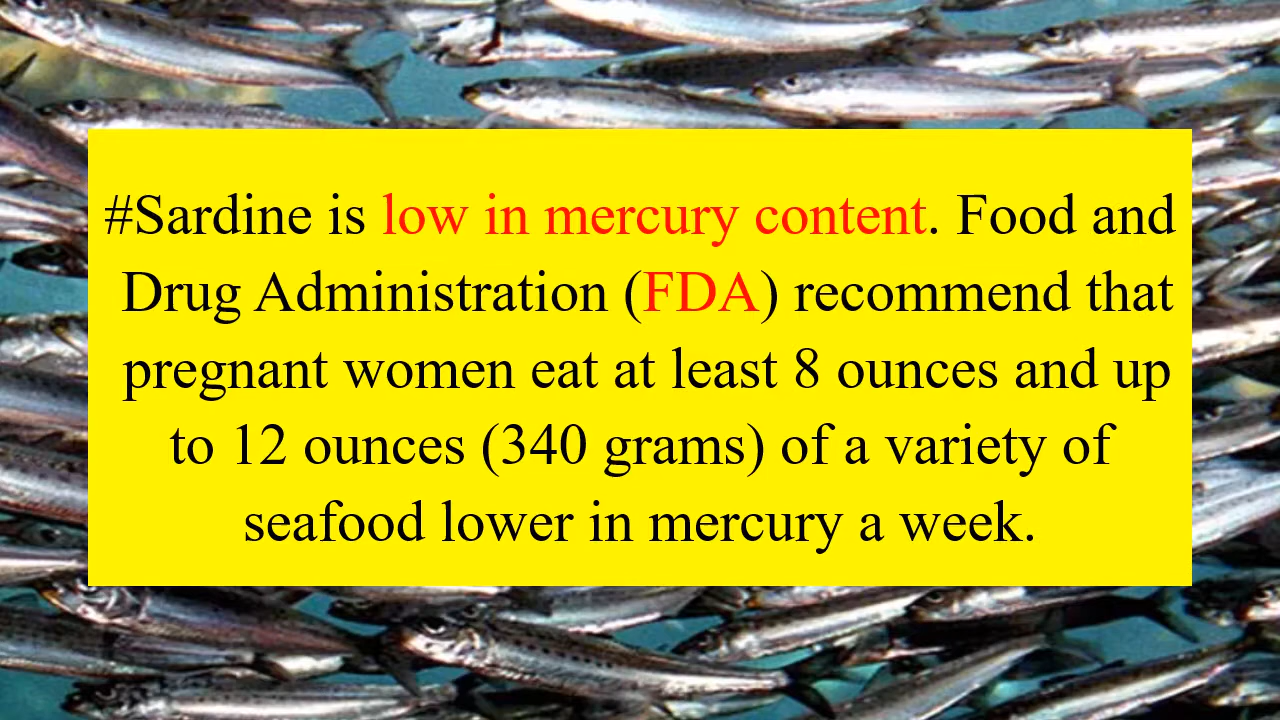 #Sardine is low in mercury content. Food and
Drug Administration (FDA) recommend that
pregnant women eat at least 8 ounces and up
to 12 ounces (340 grams) of a variety of
seafood lower in mercury a week.